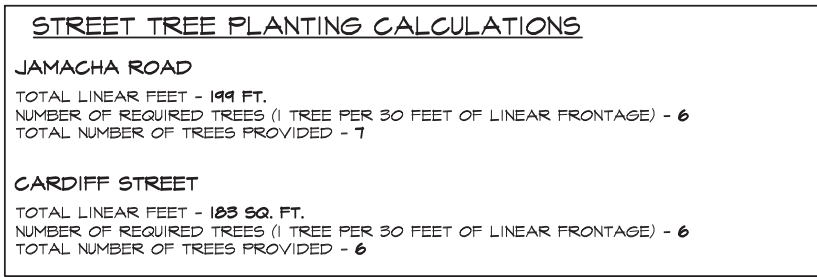 STREET TREE PLANTING CALCULATIONS
JAMACHA ROAD
TOTAL LINEAR FEET - 199 FT.
NUMBER OF REQUIRED TREES (1 TREE PER 30 FEET OF LINEAR FRONTAGE) - 6
TOTAL NUMBER OF TREES PROVIDED - 7
CARDIFF STREET
TOTAL LINEAR FEET - 183 SQ. FT.
NUMBER OF REQUIRED TREES (1 TREE PER 30 FEET OF LINEAR FRONTAGE) - 6
TOTAL NUMBER OF TREES PROVIDED - 6